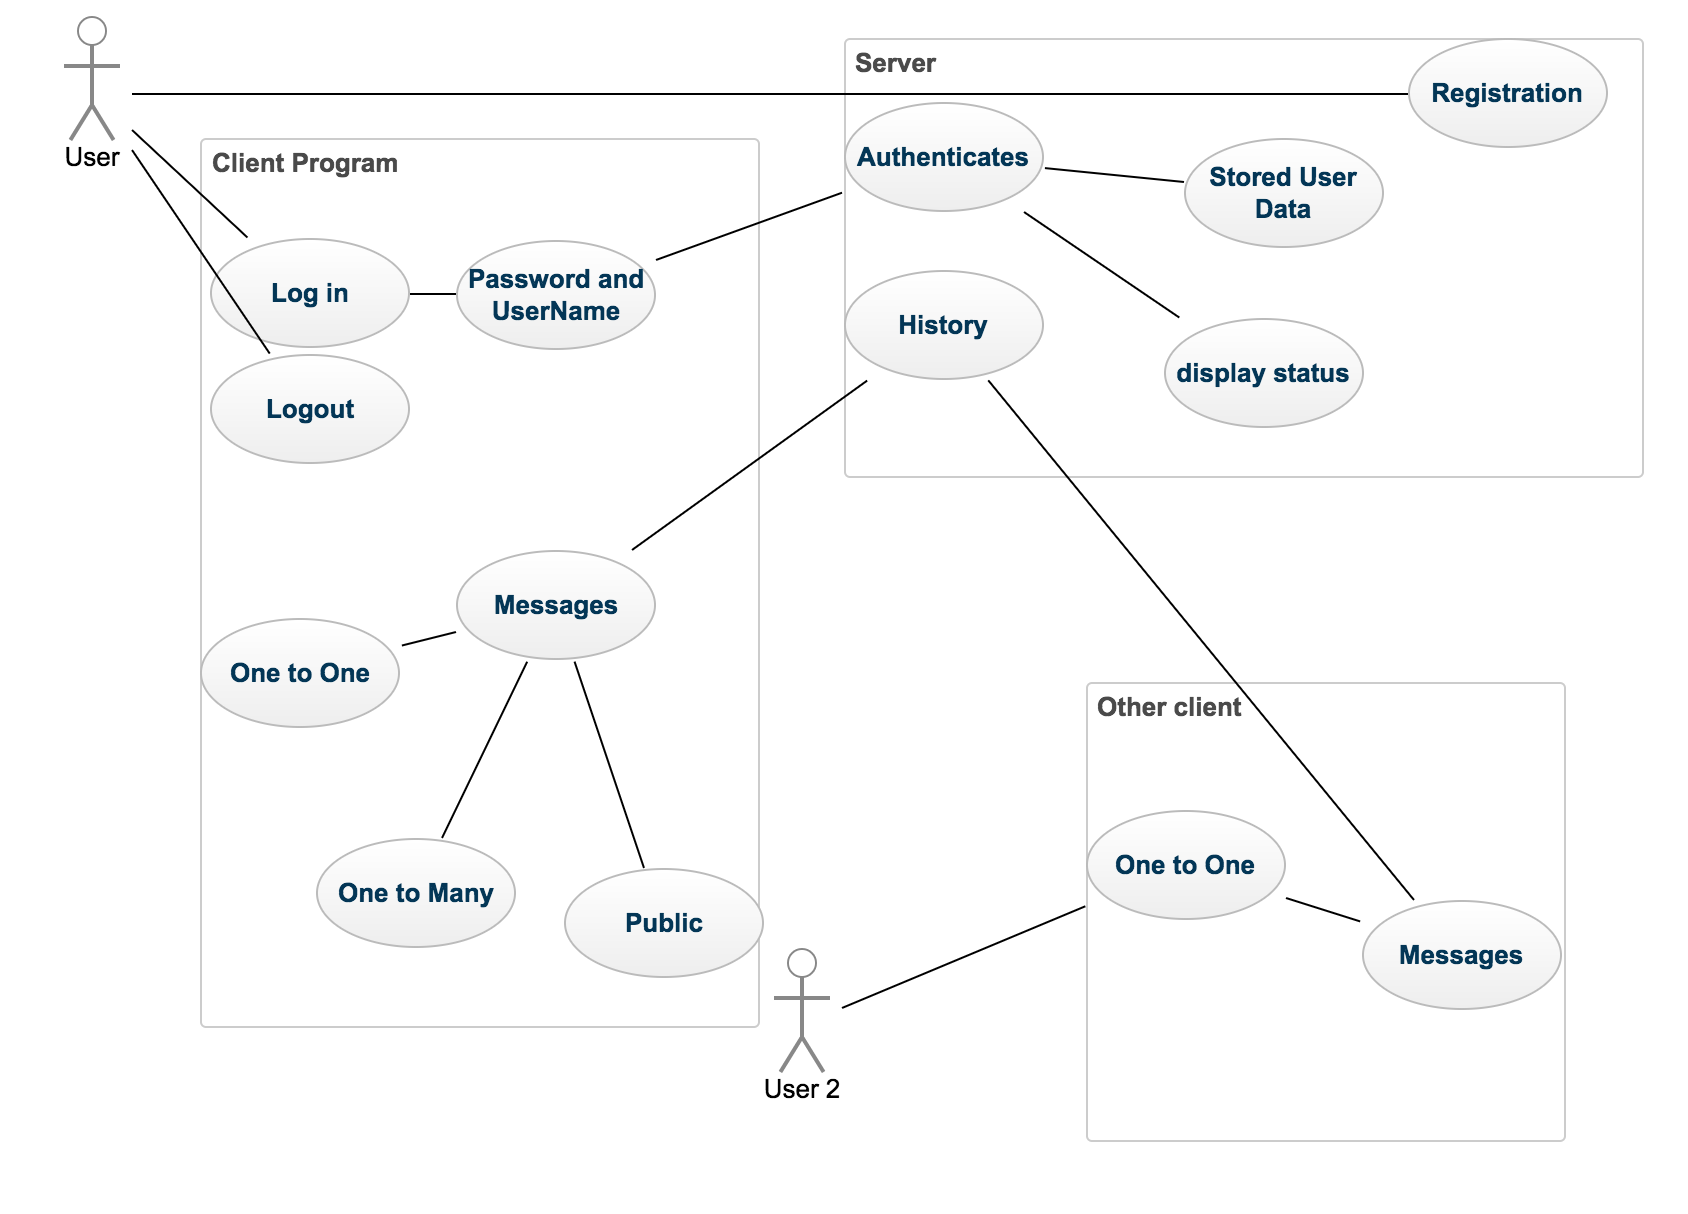 User
Server
Registration
Client Program
Authenticates
Stored User
Data
Log in
Password and
UserName
History
display status
Logout
Messages
One to One
One to Many
Public
Other client
One to One
Messages
User 2